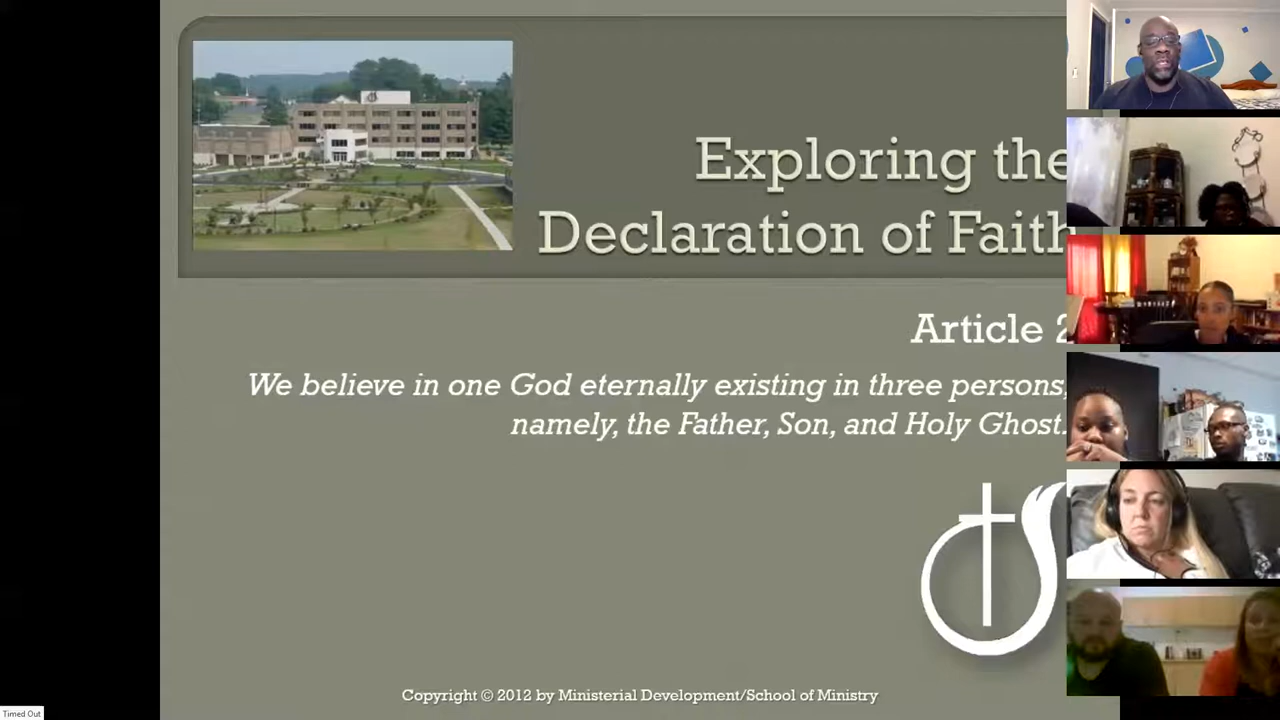 Exploring the
Declaration of Faith
Article 2
We believe in one God eternally existing in three persons,
namely, the Father, Son, and Holy Ghost.
Copyright © 2012 by Ministerial Development/School of Ministry
Timed Out